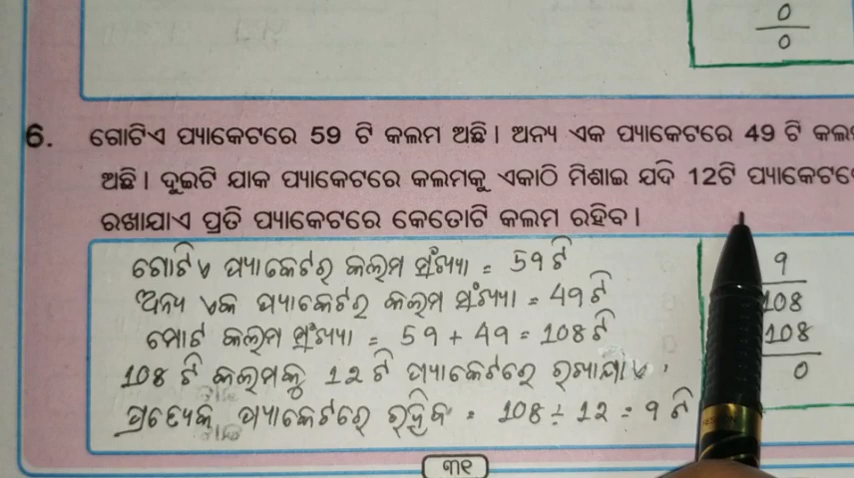 0
0
6. ଗୋଟିଏ ପ୍ୟାକେଟରେ 59 ଟି କଲମ ଅଛି। ଅନ୍ୟ ଏକ ପ୍ୟାକେଟରେ 49 ଟି କଲମ
ଅଛି। ଦୁଇଟି ଯାକ ପ୍ୟାକେଟରେ କଲମକୁ ଏକାଠି ମିଶାଇ ଯଦି 12ଟି ପ୍ୟାକେଟରେ
ରଖାଯାଏ ପ୍ରତି ପ୍ୟାକେଟରେ କେତୋଟି କଲମ ରହିବ।
ଗୋଟିଏ ପ୍ୟାକେଟର କଲମ ସଂଖ୍ୟା = 59 ଟି
ଅନ୍ୟ ଏକ ପ୍ୟାକେଟର କଲମ ସଂଖ୍ୟା = 49 ଟି
ମୋଟ କଲମ ସଂଖ୍ୟା = 59 + 49 = 108 ଟି
108 ଟି କଲମକୁ 12 ଟି ପ୍ୟାକେଟରେ ରଖାଯାଏ,
ପ୍ରତ୍ୟେକ ପ୍ୟାକେଟରେ ରହିବ = 108 ÷ 12 = 9 ଟି
9
108
108
0
୩୧